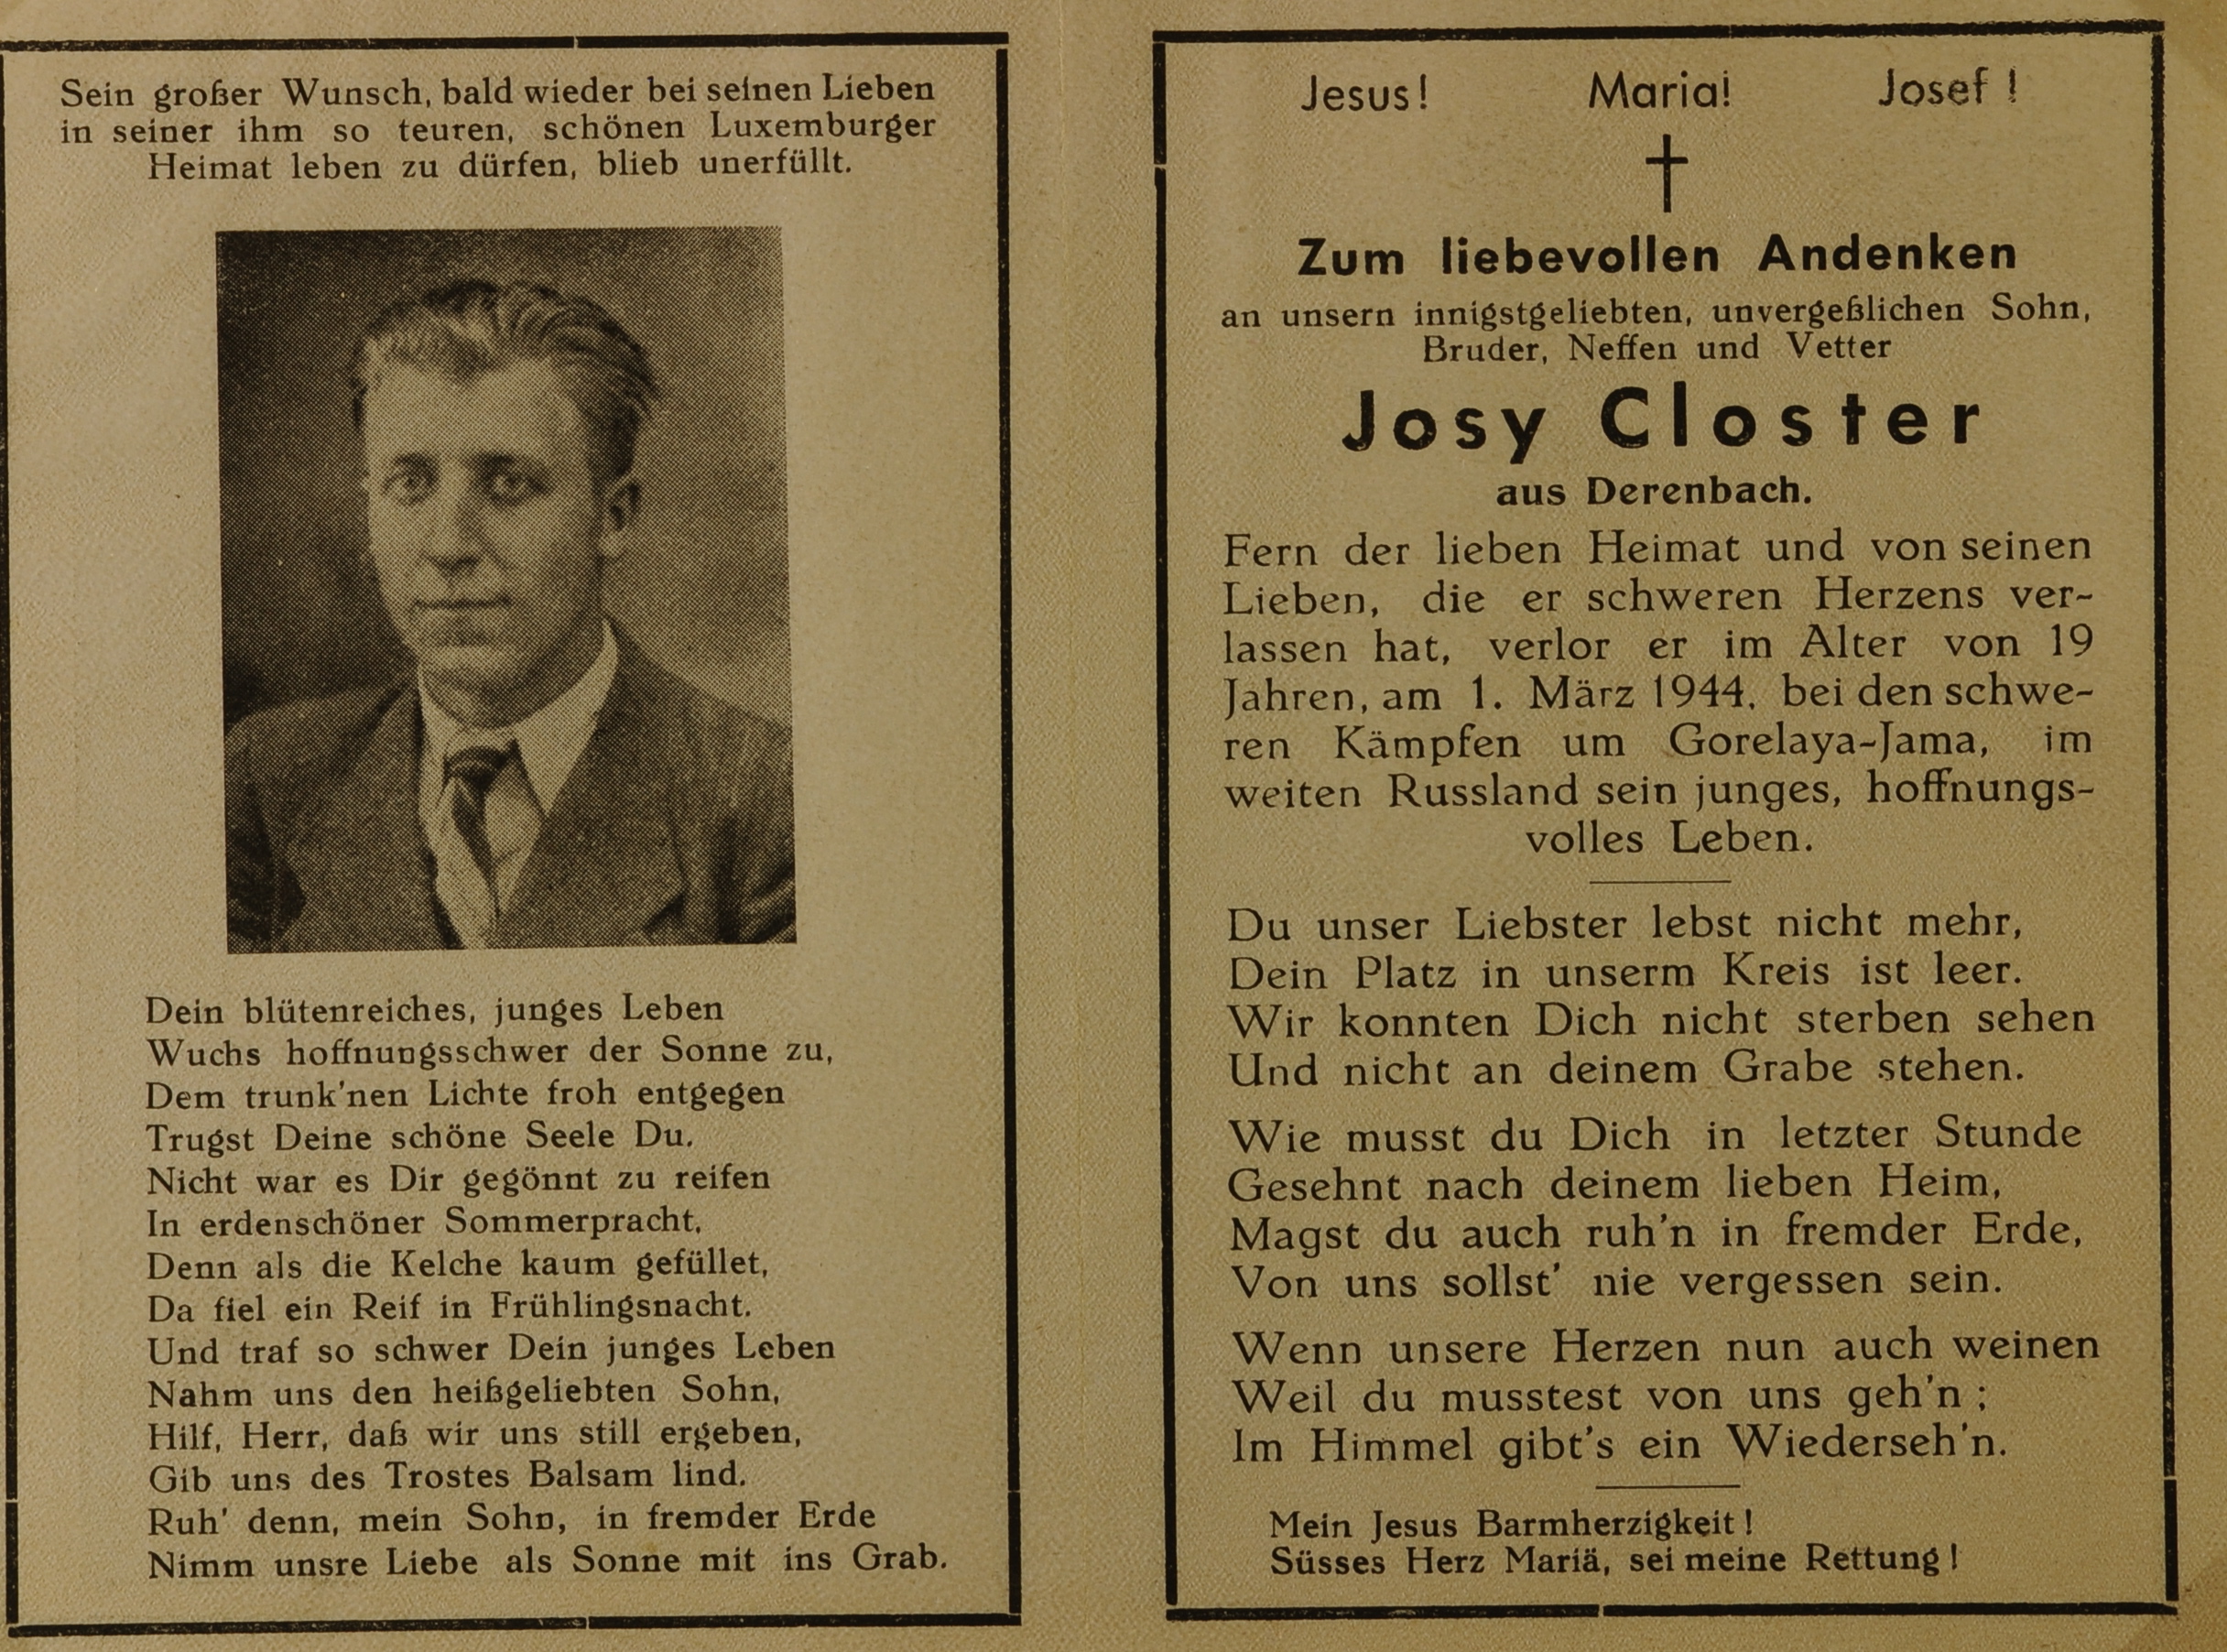 Sein großer Wunsch, bald wieder bei seinen Lieben
in seiner ihm so teuren, schönen Luxemburger
Heimat leben zu dürfen, blieb unerfüllt.
Dein blütenreiches, junges Leben
Wuchs hoffnungsschwer der Sonne zu,
Dem trunk'nen Lichte froh entgegen
Trugst Deine schöne Seele Du.
Nicht war es Dir gegönnt zu reifen
In erdenschöner Sommerpracht,
Denn als die Kelche kaum gefüllet,
Da fiel ein Reif in Frühlingsnacht.
Und traf so schwer Dein junges Leben
Nahm uns den heißgeliebten Sohn,
Hilf, Herr, daß wir uns still ergeben,
Gib uns des Trostes Balsam lind.
Ruh' denn, mein Sohn, in fremder Erde
Nimm unsre Liebe als Sonne mit ins Grab.
Jesus! Maria! Josef!
Zum liebevollen Andenken
an unsern innigstgeliebten, unvergeßlichen Sohn,
Bruder, Neffen und Vetter
Josy Closter
aus Derenbach.
Fern der lieben Heimat und von seinen
Lieben, die er schweren Herzens ver-
lassen hat, verlor er im Alter von 19
Jahren, am 1. März 1944, bei den schwe-
ren Kämpfen um Gorelaya-Jama, im
weiten Russland sein junges, hoffnungs-
volles Leben.
Du unser Liebster lebst nicht mehr,
Dein Platz in unserm Kreis ist leer.
Wir konnten Dich nicht sterben sehen
Und nicht an deinem Grabe stehen.
Wie musst du Dich in letzter Stunde
Gesehnt nach deinem lieben Heim,
Magst du auch ruh'n in fremder Erde,
Von uns sollst' nie vergessen sein.
Wenn unsere Herzen nun auch weinen
Weil du musstest von uns geh'n ;
Im Himmel gibt's ein Wiederseh'n.
Mein Jesus Barmherzigkeit !
Süsses Herz Mariä, sei meine Rettung !